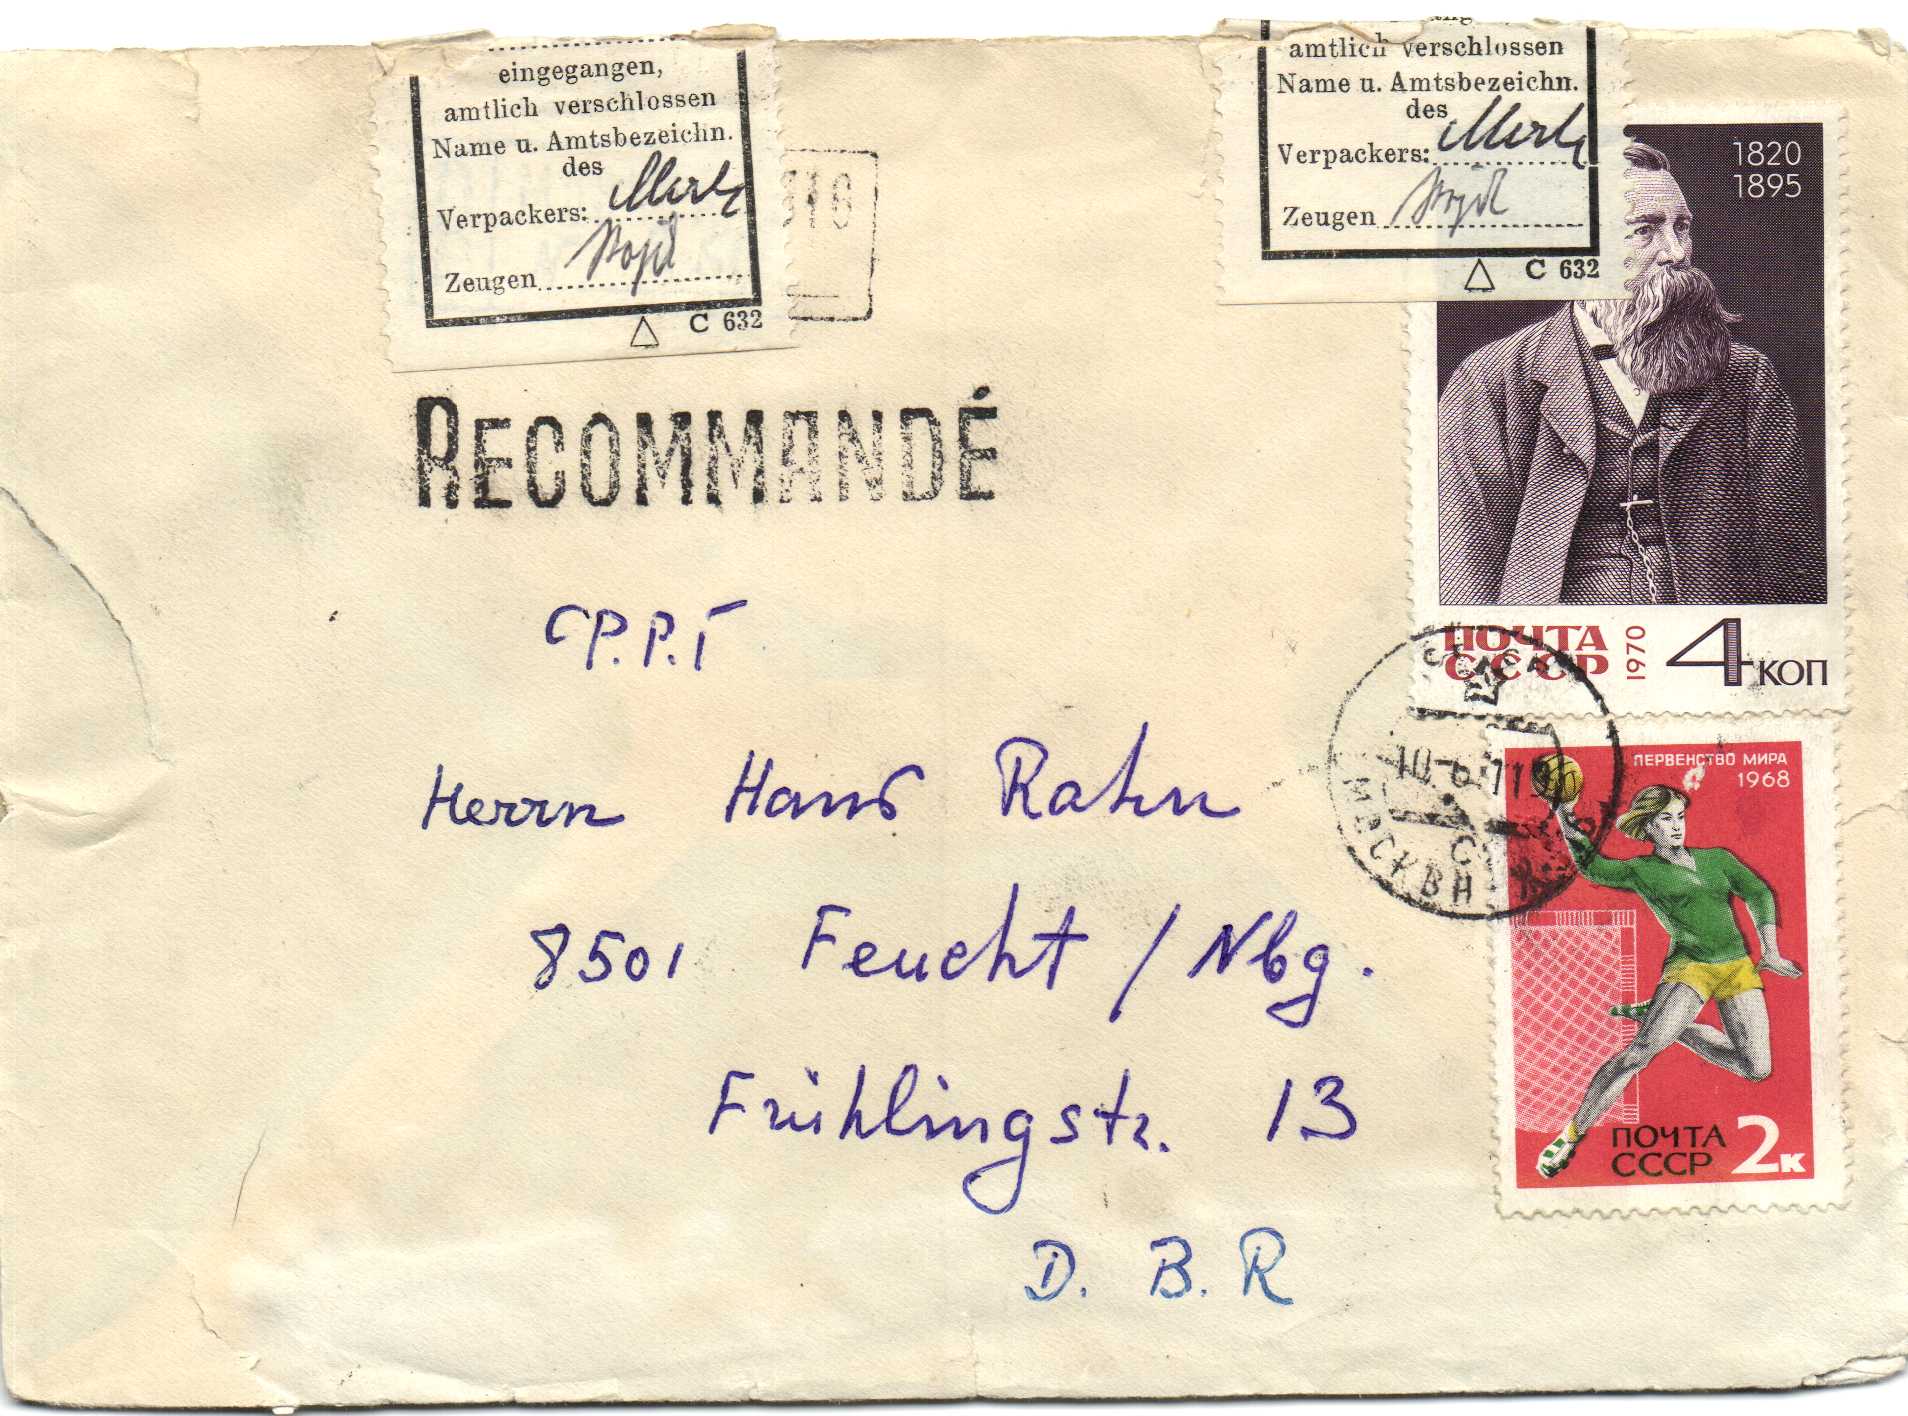 eingegangen,
amtlich verschlossen
Name u. Amtsbezeichn.
des
Verpackers:
Zeugen
C 632
amtlich verschlossen
Name u. Amtsbezeichn.
des
Verpackers:
Zeugen
C 632
1820
1895
RECOMMANDÉ
ПОЧТА
СССР
1970
4 КОП
С.Р.Р.Г
Herrn Hans Rahn
8501 Feucht / Nbg.
Frühlingstr. 13
D. B. R
МОСКВА
ПЕРВЕНСТВО МИРА
1968
ПОЧТА
СССР
2к